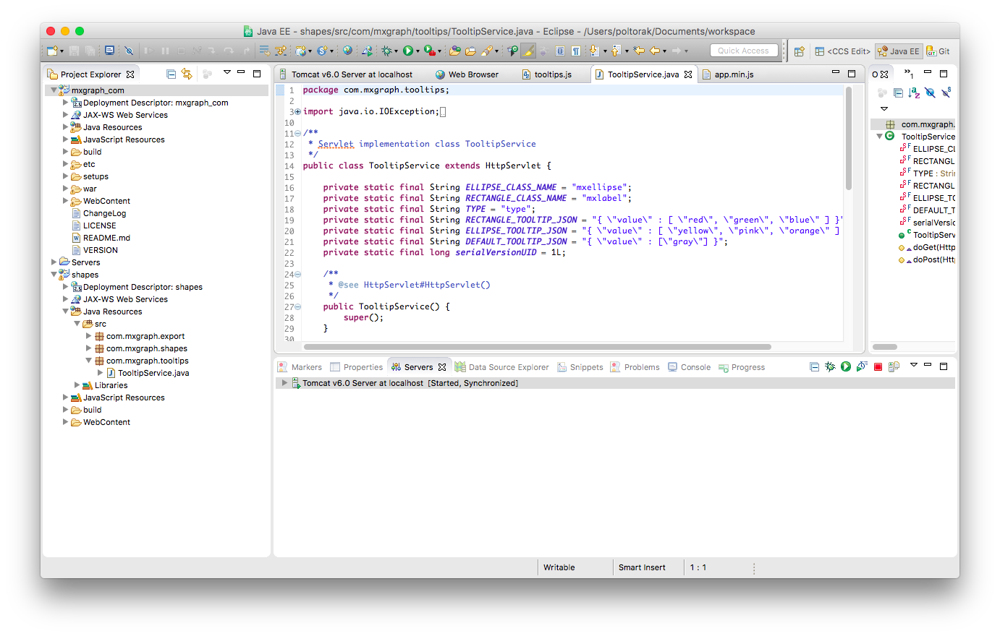 Java EE - shapes/src/com/mxgraph/tooltips/TooltipService.java - Eclipse - /Users/poltorak/Documents/workspace
Quick Access
<CCS Edit>
Java EE
Git
Project Explorer
mxgraph_com
Deployment Descriptor: mxgraph_com
JAX-WS Web Services
Java Resources
JavaScript Resources
build
etc
setups
war
WebContent
ChangeLog
LICENSE
README.md
VERSION
Servers
shapes
Deployment Descriptor: shapes
JAX-WS Web Services
Java Resources
src
com.mxgraph.export
com.mxgraph.shapes
com.mxgraph.tooltips
TooltipService.java
Libraries
JavaScript Resources
build
WebContent
Tomcat v6.0 Server at localhost
Web Browser
tooltips.js
TooltipService.java
app.min.js
1 package com.mxgraph.tooltips;
2
3 import java.io.IOException;
10
11 /**
12 * Servlet implementation class TooltipService
13 */
14 public class TooltipService extends HttpServlet {
15
16 private static final String ELLIPSE_CLASS_NAME = "mxellipse";
17 private static final String RECTANGLE_CLASS_NAME = "mxlabel";
18 private static final String TYPE = "type";
19 private static final String RECTANGLE_TOOLTIP_JSON = "{ \"value\" : [ \"red\", \"green\", \"blue\" ] }"
20 private static final String ELLIPSE_TOOLTIP_JSON = "{ \"value\" : [ \"yellow\", \"pink\", \"orange\" ]
21 private static final String DEFAULT_TOOLTIP_JSON = "{ \"value\" : [\"gray\"] }";
22 private static final long serialVersionUID = 1L;
23
24 /**
25 * @see HttpServlet#HttpServlet()
26 */
27 public TooltipService() {
28 super();
29 }
30
O
»1
com.mxgraph.
TooltipService
ELLIPSE_CL
RECTANGL
TYPE : Strin
RECTANGL
ELLIPSE_TO
DEFAULT_T
serialVersio
TooltipServ
doGet(Http
doPost(Htt
Markers
Properties
Servers
Data Source Explorer
Snippets
Problems
Console
Progress
Tomcat v6.0 Server at localhost [Started, Synchronized]
Writable
Smart Insert
1 : 1